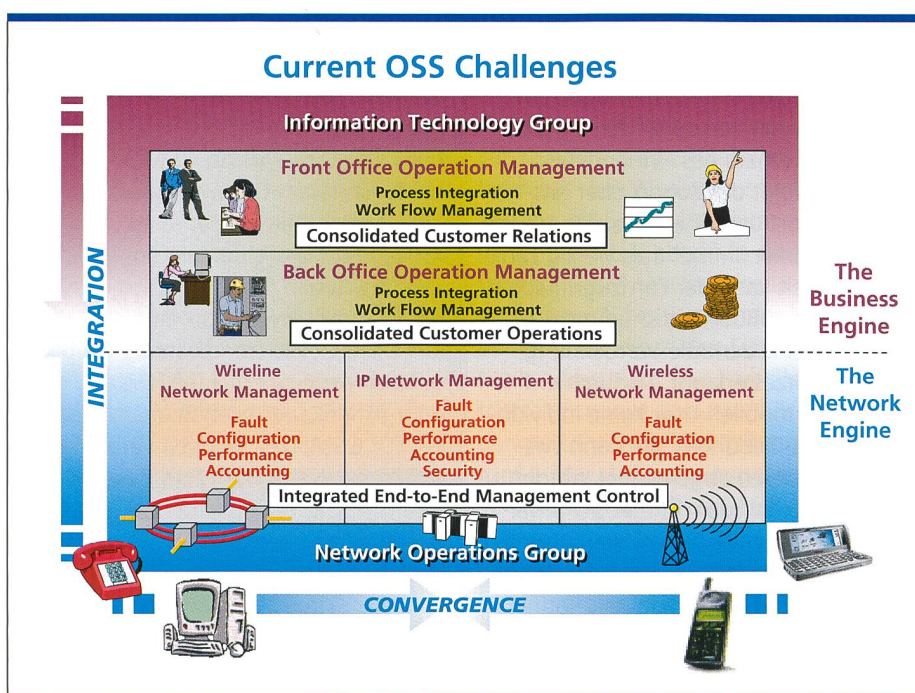 Current OSS Challenges
Information Technology Group
Front Office Operation Management
Process Integration
Work Flow Management
Consolidated Customer Relations
Back Office Operation Management
Process Integration
Work Flow Management
Consolidated Customer Operations
INTEGRATION
The
Business
Engine
The
Network
Engine
Wireline
Network Management
Fault
Configuration
Performance
Accounting
IP Network Management
Fault
Configuration
Performance
Accounting
Security
Wireless
Network Management
Fault
Configuration
Performance
Accounting
Integrated End-to-End Management Control
Network Operations Group
CONVERGENCE